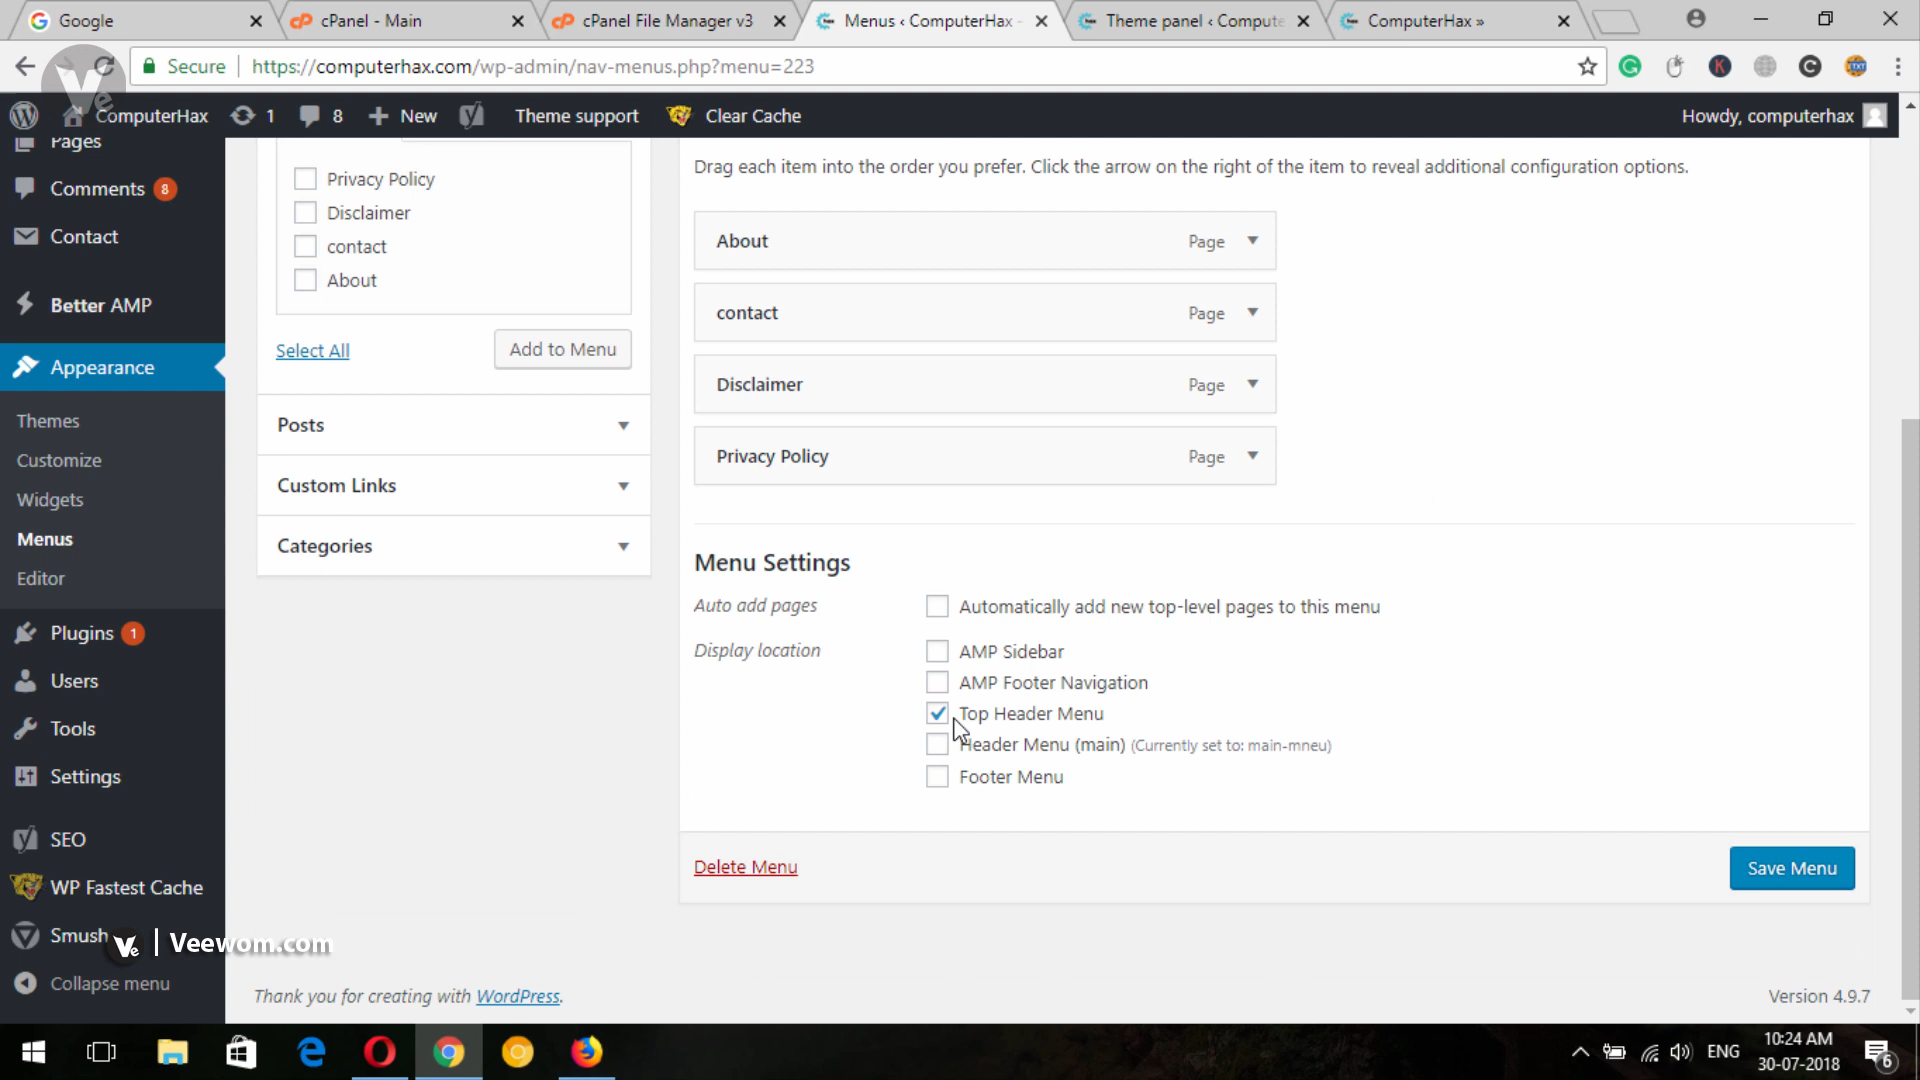 Google
cPanel - Main
cPanel File Manager v3
Menus ‹ ComputerHax -
Theme panel ‹ Compute
ComputerHax »
Secure
https://computerhax.com/wp-admin/nav-menus.php?menu=223
ComputerHax
1
8
New
Theme support
Clear Cache
Howdy, computerhax
Pages
Comments 8
Contact
Better AMP
Appearance
Themes
Customize
Widgets
Menus
Editor
Plugins 1
Users
Tools
Settings
SEO
WP Fastest Cache
Smush
Collapse menu
Privacy Policy
Disclaimer
contact
About
Select All
Add to Menu
Posts
Custom Links
Categories
Drag each item into the order you prefer. Click the arrow on the right of the item to reveal additional configuration options.
About Page
contact Page
Disclaimer Page
Privacy Policy Page
Menu Settings
Auto add pages
Automatically add new top-level pages to this menu
Display location
AMP Sidebar
AMP Footer Navigation
Top Header Menu
Header Menu (main) (Currently set to: main-mneu)
Footer Menu
Delete Menu
Save Menu
Ve | Veewom.com
Thank you for creating with WordPress.
Version 4.9.7
ENG
10:24 AM
30-07-2018
6